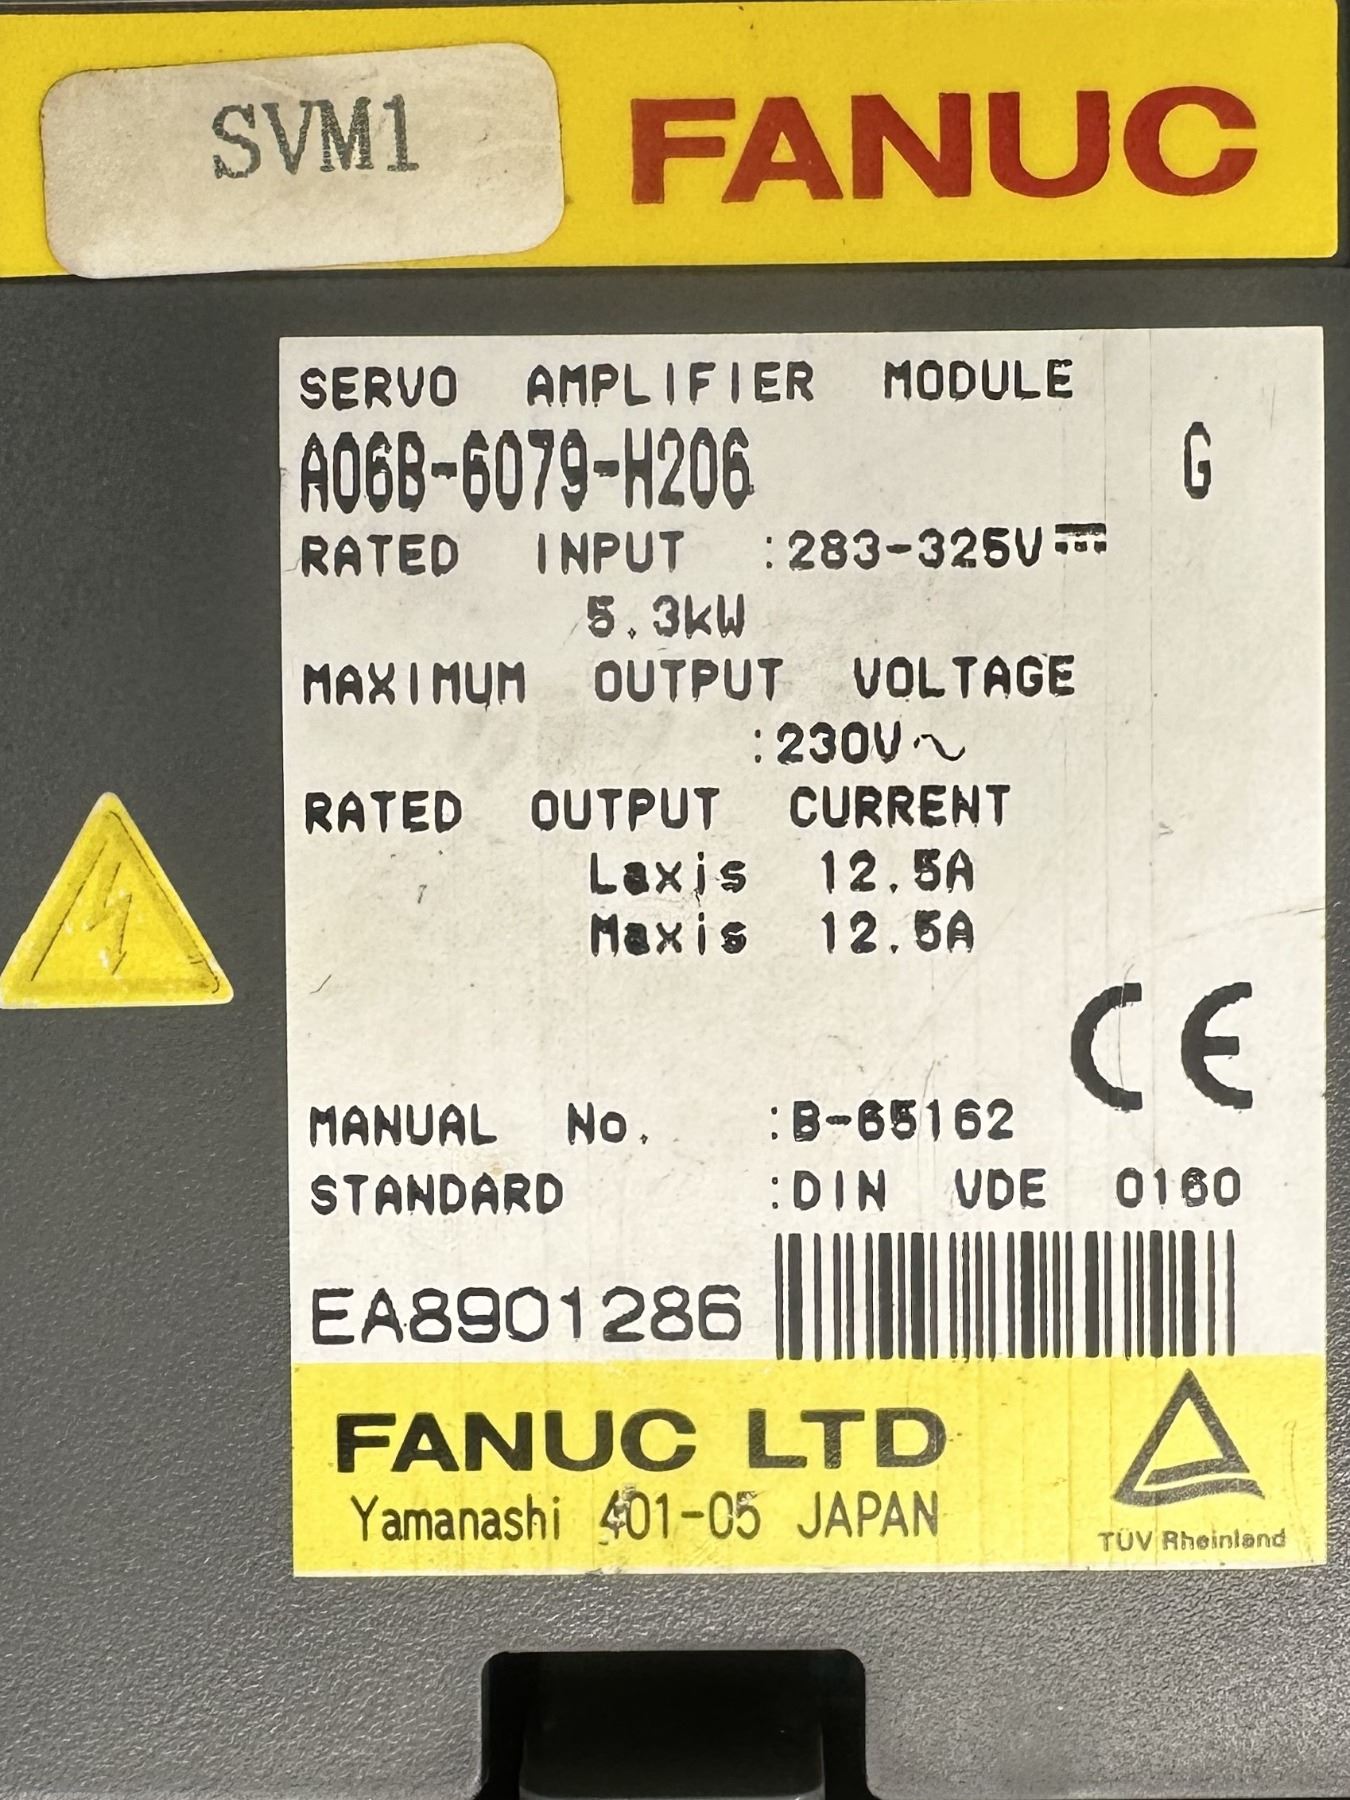 SVM1
FANUC
SERVO AMPLIFIER MODULE
A06B-6079-H206 G
RATED INPUT :283-325V⎓
5.3kW
MAXIMUM OUTPUT VOLTAGE
:230V~
RATED OUTPUT CURRENT
Laxis 12.5A
Maxis 12.5A
CE
MANUAL No. :B-65162
STANDARD :DIN VDE 0160
EA8901286
FANUC LTD
Yamanashi 401-05 JAPAN
TÜV Rheinland